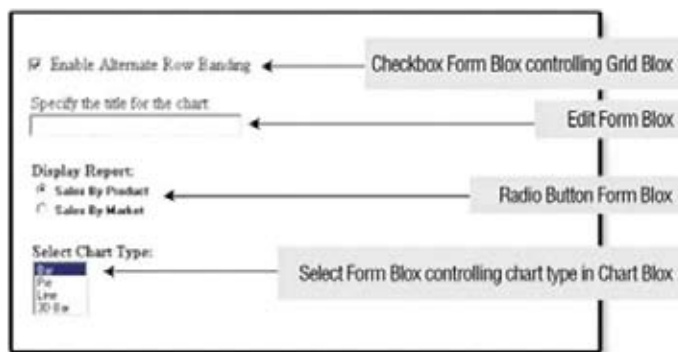 Enable Alternate Row Banding
Checkbox Form Blox controlling Grid Blox
Specify the title for the chart:
Edit Form Blox
Display Report:
Sales By Product
Sales By Market
Radio Button Form Blox
Select Chart Type:
Bar
Pie
Line
3D Bar
Select Form Blox controlling chart type in Chart Blox